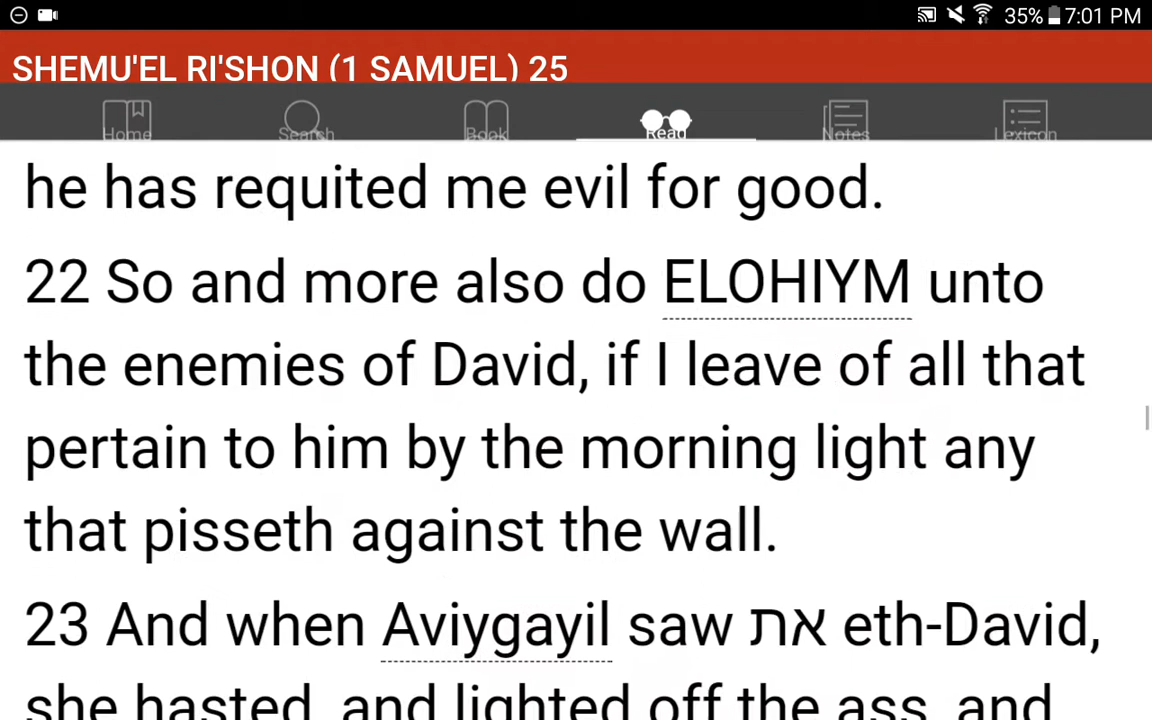 35% 7:01 PM
SHEMU'EL RI'SHON (1 SAMUEL) 25
Home Search Book Read Notes Lexicon
he has requited me evil for good.
22 So and more also do ELOHIYM unto
the enemies of David, if I leave of all that
pertain to him by the morning light any
that pisseth against the wall.
23 And when Aviygayil saw את eth-David,
she hasted, and lighted off the ass, and